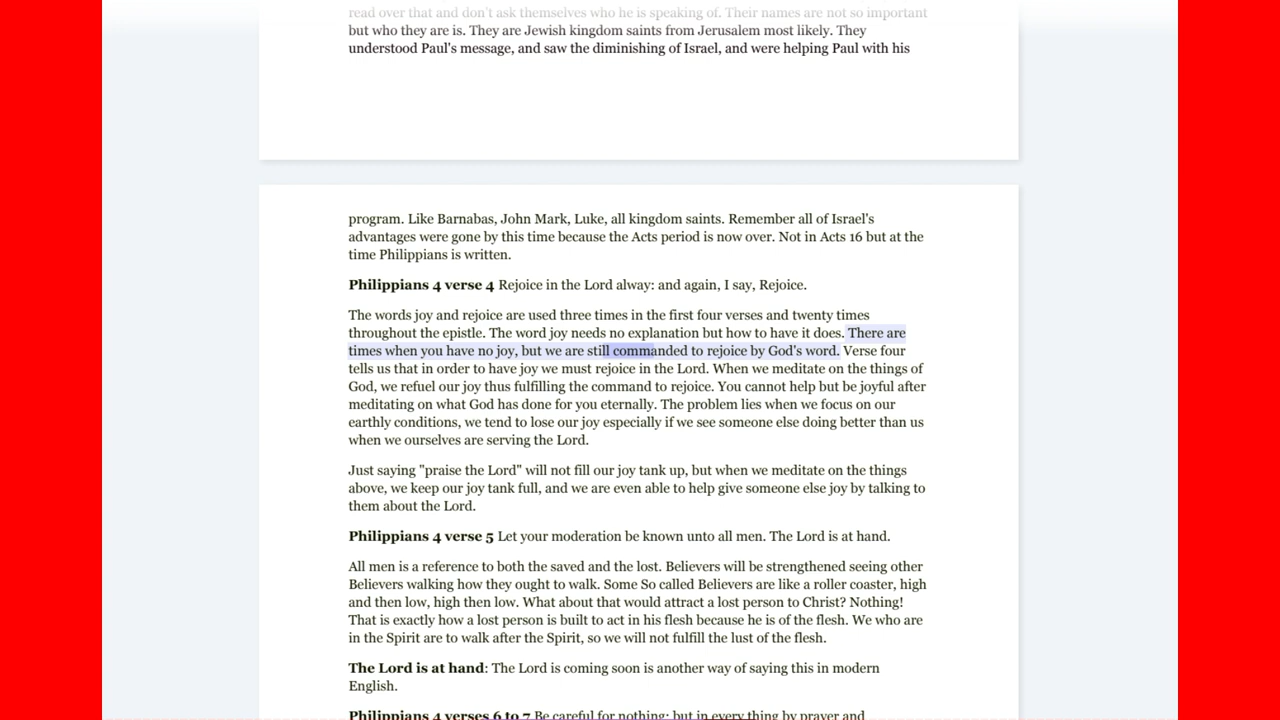 read over that and don't ask themselves who he is speaking of. Their names are not so important
but who they are is. They are Jewish kingdom saints from Jerusalem most likely. They
understood Paul's message, and saw the diminishing of Israel, and were helping Paul with his
program. Like Barnabas, John Mark, Luke, all kingdom saints. Remember all of Israel's
advantages were gone by this time because the Acts period is now over. Not in Acts 16 but at the
time Philippians is written.
Philippians 4 verse 4 Rejoice in the Lord alway: and again, I say, Rejoice.
The words joy and rejoice are used three times in the first four verses and twenty times
throughout the epistle. The word joy needs no explanation but how to have it does. There are
times when you have no joy, but we are still commanded to rejoice by God's word. Verse four
tells us that in order to have joy we must rejoice in the Lord. When we meditate on the things of
God, we refuel our joy thus fulfilling the command to rejoice. You cannot help but be joyful after
meditating on what God has done for you eternally. The problem lies when we focus on our
earthly conditions, we tend to lose our joy especially if we see someone else doing better than us
when we ourselves are serving the Lord.
Just saying "praise the Lord" will not fill our joy tank up, but when we meditate on the things
above, we keep our joy tank full, and we are even able to help give someone else joy by talking to
them about the Lord.
Philippians 4 verse 5 Let your moderation be known unto all men. The Lord is at hand.
All men is a reference to both the saved and the lost. Believers will be strengthened seeing other
Believers walking how they ought to walk. Some So called Believers are like a roller coaster, high
and then low, high then low. What about that would attract a lost person to Christ? Nothing!
That is exactly how a lost person is built to act in his flesh because he is of the flesh. We who are
in the Spirit are to walk after the Spirit, so we will not fulfill the lust of the flesh.
The Lord is at hand: The Lord is coming soon is another way of saying this in modern
English.
Philippians 4 verses 6 to 7 Be careful for nothing; but in every thing by prayer and